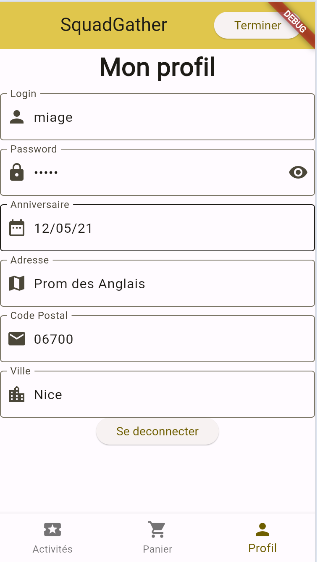 SquadGather
Terminer
DEBUG
Mon profil
Login
miage
Password
•••••
Anniversaire
12/05/21
Adresse
Prom des Anglais
Code Postal
06700
Ville
Nice
Se deconnecter
Activités
Panier
Profil